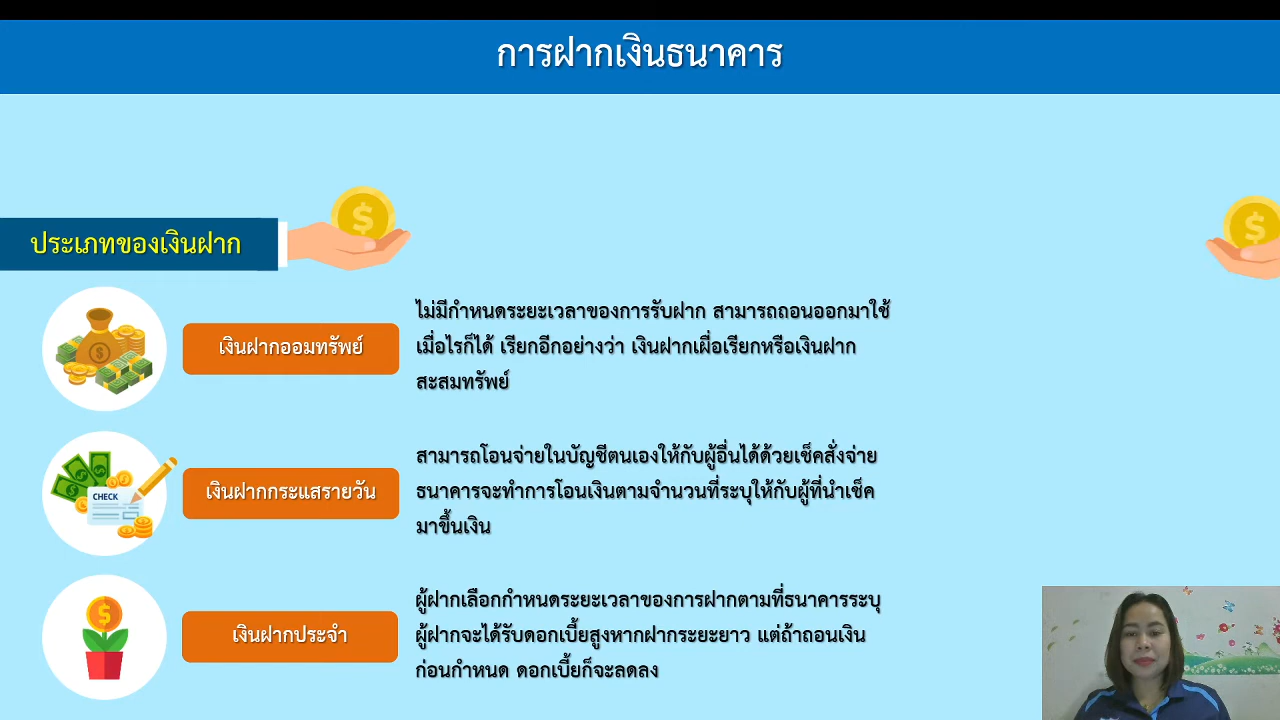 การฝากเงินธนาคาร
ประเภทของเงินฝาก
เงินฝากออมทรัพย์
ไม่มีกำหนดระยะเวลาของการรับฝาก สามารถถอนออกมาใช้
เมื่อไรก็ได้ เรียกอีกอย่างว่า เงินฝากเผื่อเรียกหรือเงินฝาก
สะสมทรัพย์
CHECK
เงินฝากกระแสรายวัน
สามารถโอนจ่ายในบัญชีตนเองให้กับผู้อื่นได้ด้วยเช็คสั่งจ่าย
ธนาคารจะทำการโอนเงินตามจำนวนที่ระบุให้กับผู้ที่นำเช็ค
มาขึ้นเงิน
เงินฝากประจำ
ผู้ฝากเลือกกำหนดระยะเวลาของการฝากตามที่ธนาคารระบุ
ผู้ฝากจะได้รับดอกเบี้ยสูงหากฝากระยะยาว แต่ถ้าถอนเงิน
ก่อนกำหนด ดอกเบี้ยก็จะลดลง